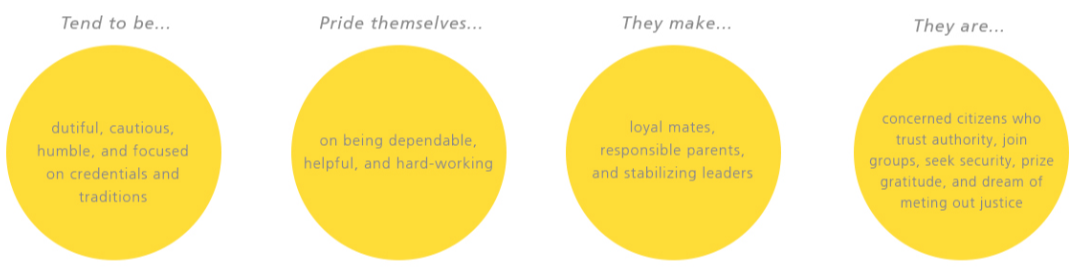 Tend to be...
dutiful, cautious,
humble, and focused
on credentials and
traditions
Pride themselves...
on being dependable,
helpful, and hard-working
They make...
loyal mates,
responsible parents,
and stabilizing leaders
They are...
concerned citizens who
trust authority, join
groups, seek security, prize
gratitude, and dream of
meting out justice